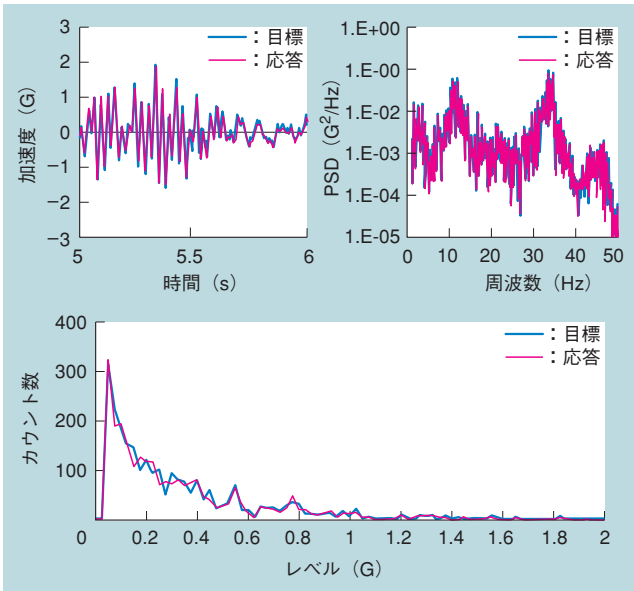 3
2
1
0
−1
−2
−3
5
5.5
6
加速度（G）
時間（s）
：目標
：応答
1.E+00
1.E-00
1.E-02
1.E-03
1.E-04
1.E-05
0
10
20
30
40
50
PSD（G²/Hz）
周波数（Hz）
：目標
：応答
400
300
200
100
0
0.2
0.4
0.6
0.8
1
1.2
1.4
1.6
1.8
2
カウント数
レベル（G）
：目標
：応答